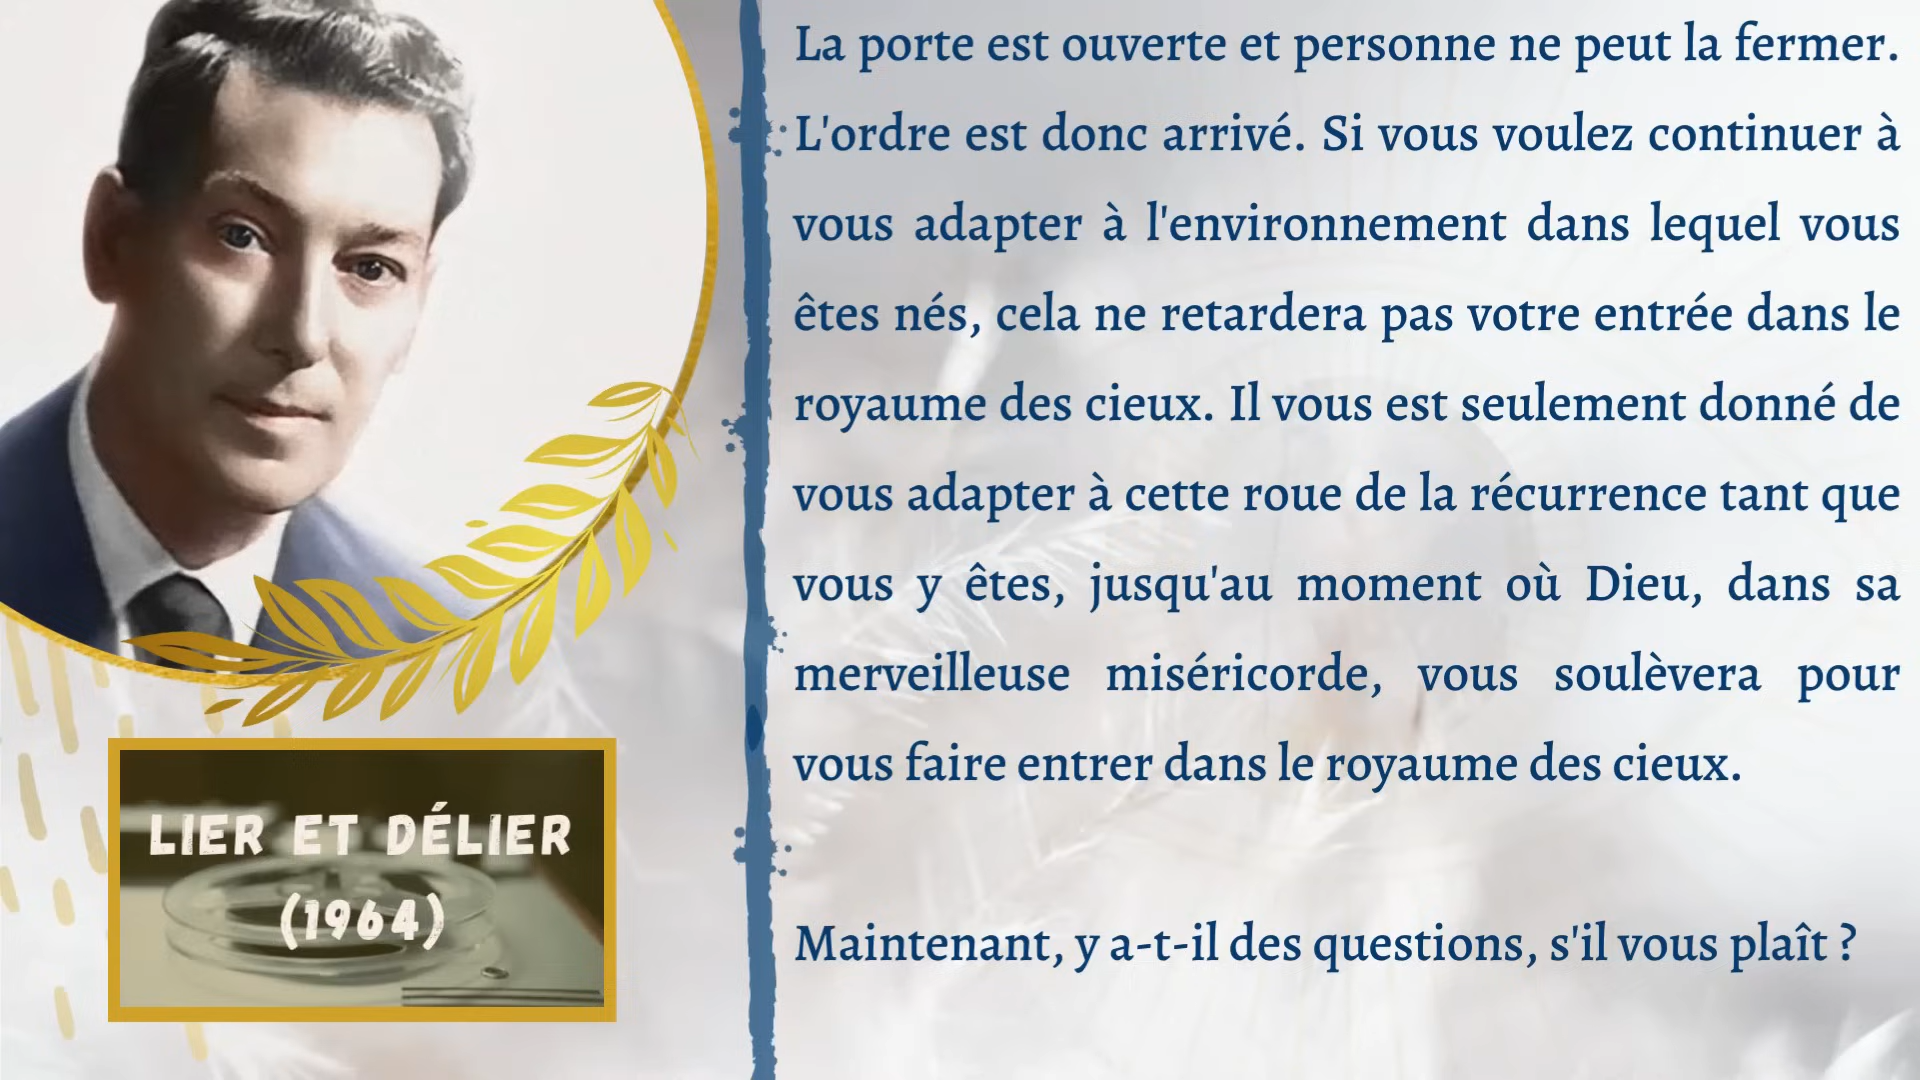 La porte est ouverte et personne ne peut la fermer.
L'ordre est donc arrivé. Si vous voulez continuer à
vous adapter à l'environnement dans lequel vous
êtes nés, cela ne retardera pas votre entrée dans le
royaume des cieux. Il vous est seulement donné de
vous adapter à cette roue de la récurrence tant que
vous y êtes, jusqu'au moment où Dieu, dans sa
merveilleuse miséricorde, vous soulèvera pour
vous faire entrer dans le royaume des cieux.
Maintenant, y a-t-il des questions, s'il vous plaît ?
LIER ET DÉLIER
(1964)